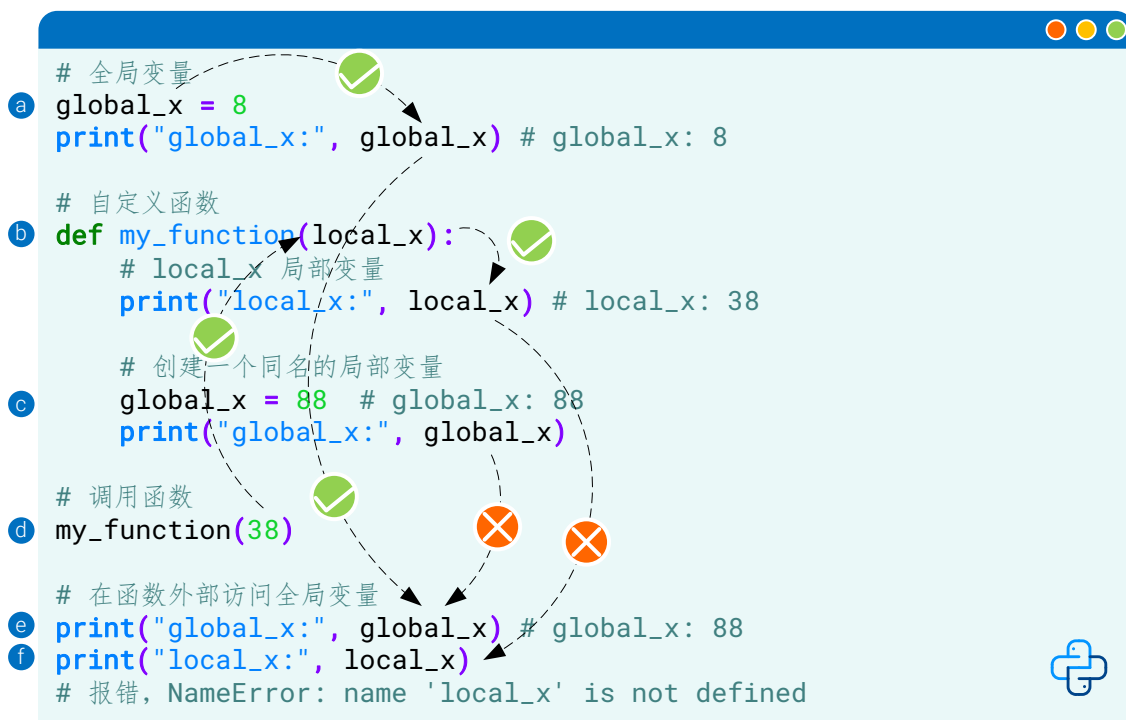 # 全局变量
a global_x = 8
print("global_x:", global_x) # global_x: 8
# 自定义函数
b def my_function(local_x):
# local_x 局部变量
print("local_x:", local_x) # local_x: 38
# 创建一个同名的局部变量
c global_x = 88 # global_x: 88
print("global_x:", global_x)
# 调用函数
d my_function(38)
# 在函数外部访问全局变量
e print("global_x:", global_x) # global_x: 88
f print("local_x:", local_x)
# 报错，NameError: name 'local_x' is not defined